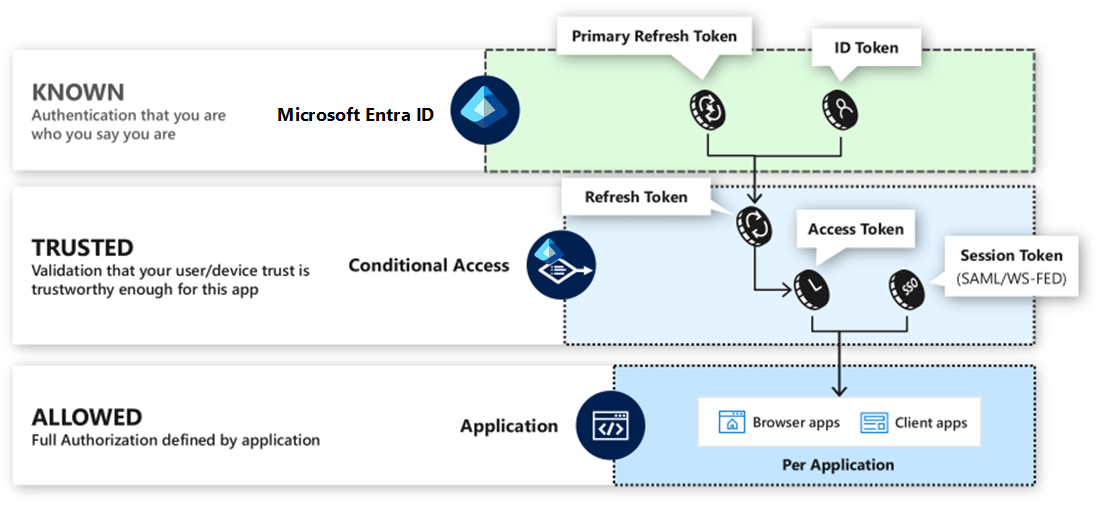 Primary Refresh Token
ID Token
KNOWN
Authentication that you are
who you say you are
Microsoft Entra ID
Refresh Token
Access Token
Session Token
(SAML/WS-FED)
TRUSTED
Validation that your user/device trust is
trustworthy enough for this app
Conditional Access
SSO
ALLOWED
Full Authorization defined by application
Application
</>
Browser apps
Client apps
Per Application